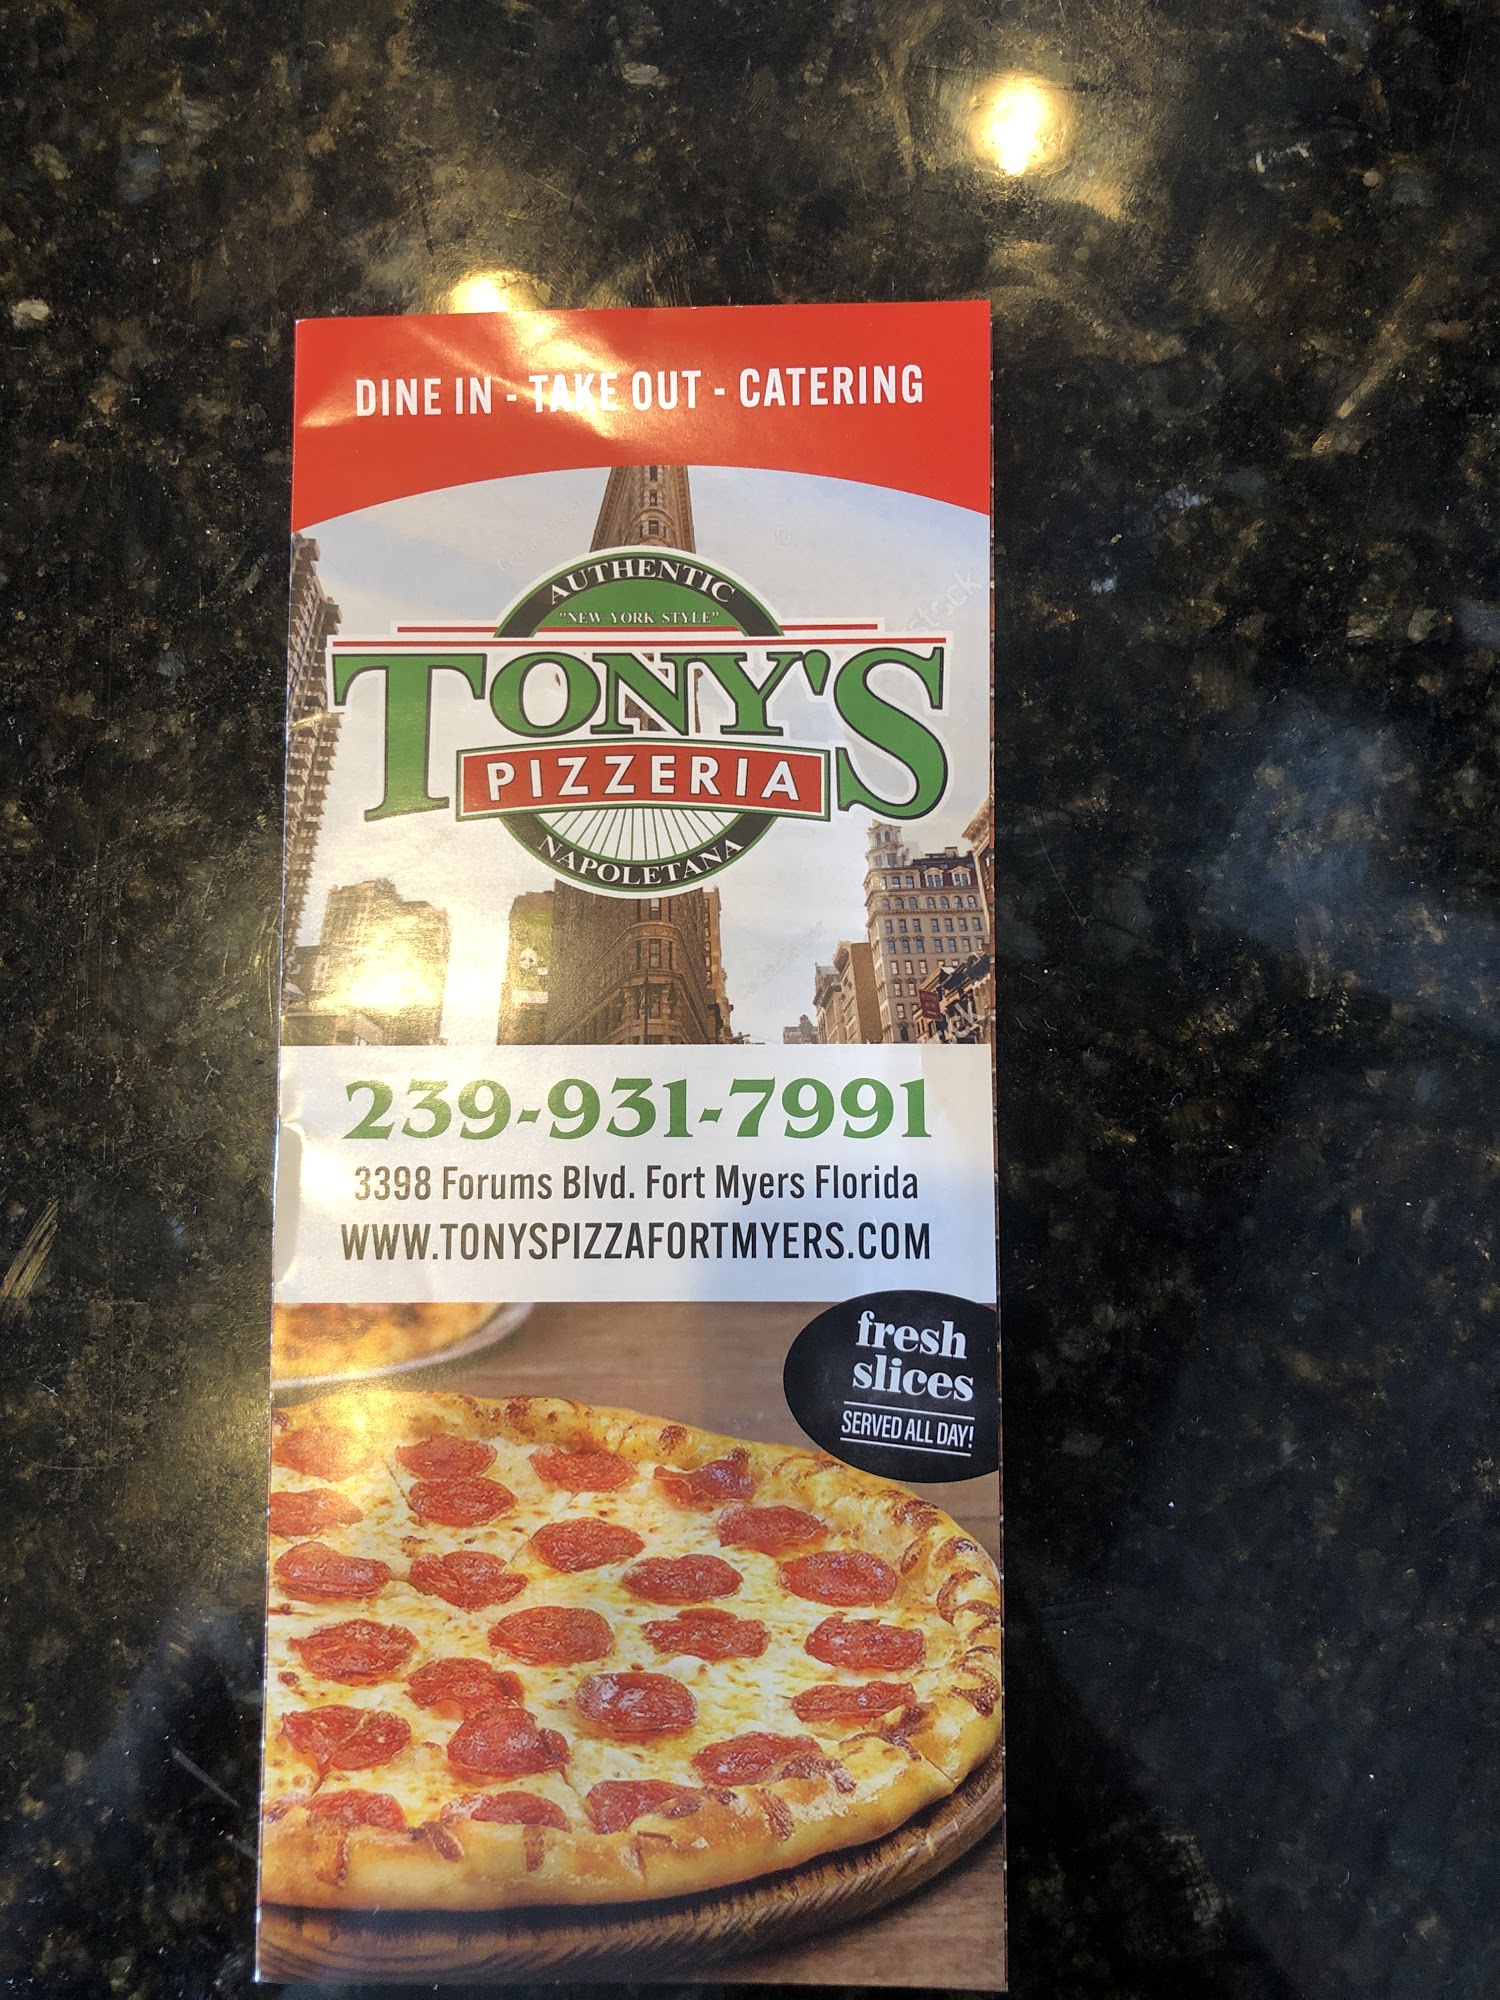 DINE IN - TAKE OUT - CATERING
AUTHENTIC
"NEW YORK STYLE"
TONY'S
PIZZERIA
NAPOLETANA
239-931-7991
3398 Forums Blvd. Fort Myers Florida
WWW.TONYSPIZZAFORTMYERS.COM
fresh
slices
SERVED ALL DAY!